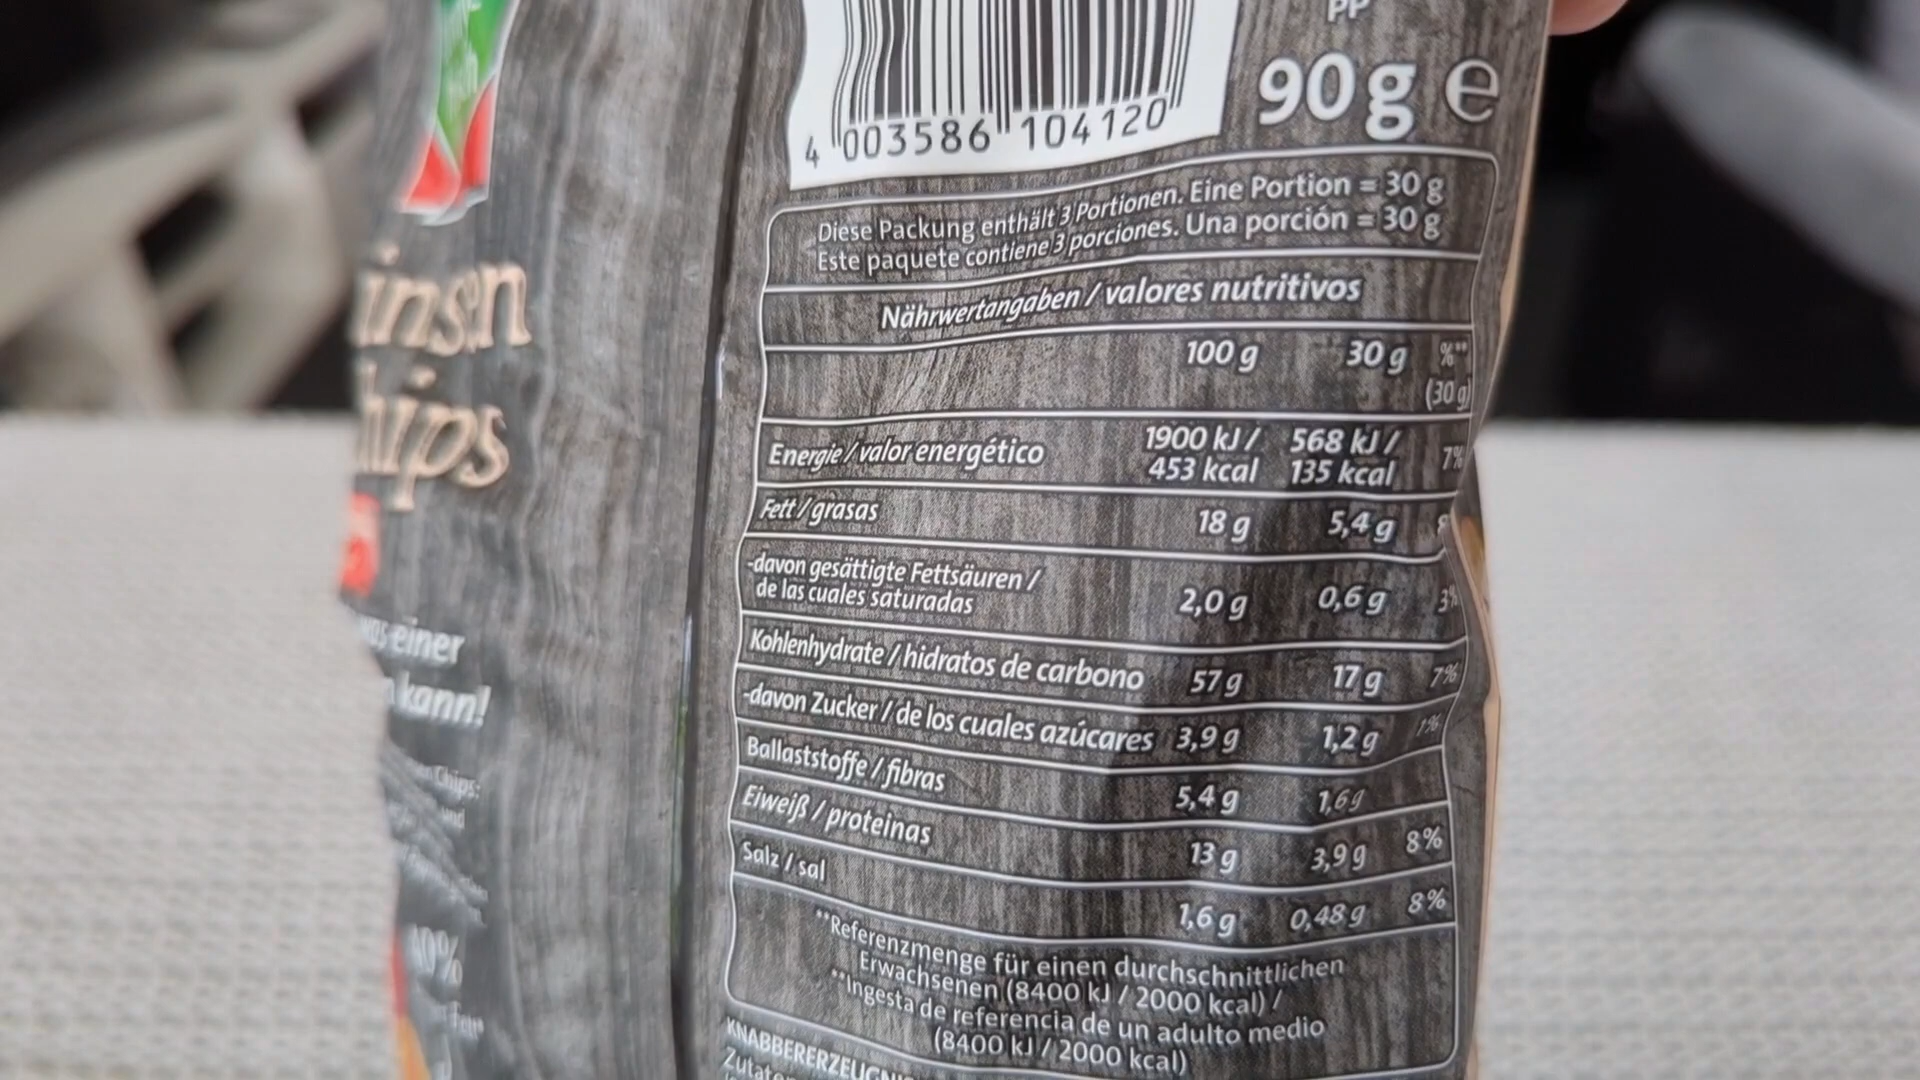 PP
90 g e
4 003586 104120
Diese Packung enthält 3 Portionen. Eine Portion = 30 g
Este paquete contiene 3 porciones. Una porción = 30 g
Nährwertangaben / valores nutritivos
100 g 30 g %** (30 g)
Energie / valor energético 1900 kJ / 453 kcal 568 kJ / 135 kcal 7%
Fett / grasas 18 g 5,4 g
-davon gesättigte Fettsäuren / de las cuales saturadas 2,0 g 0,6 g 3%
Kohlenhydrate / hidratos de carbono 57 g 17 g 7%
-davon Zucker / de los cuales azúcares 3,9 g 1,2 g 1%
Ballaststoffe / fibras 5,4 g 1,6 g
Eiweiß / proteinas 13 g 3,9 g 8%
Salz / sal 1,6 g 0,48 g 8%
**Referenzmenge für einen durchschnittlichen
Erwachsenen (8400 kJ / 2000 kcal) /
**Ingesta de referencia de un adulto medio
(8400 kJ / 2000 kcal)
insen
hips
einer
kann!
Chips: